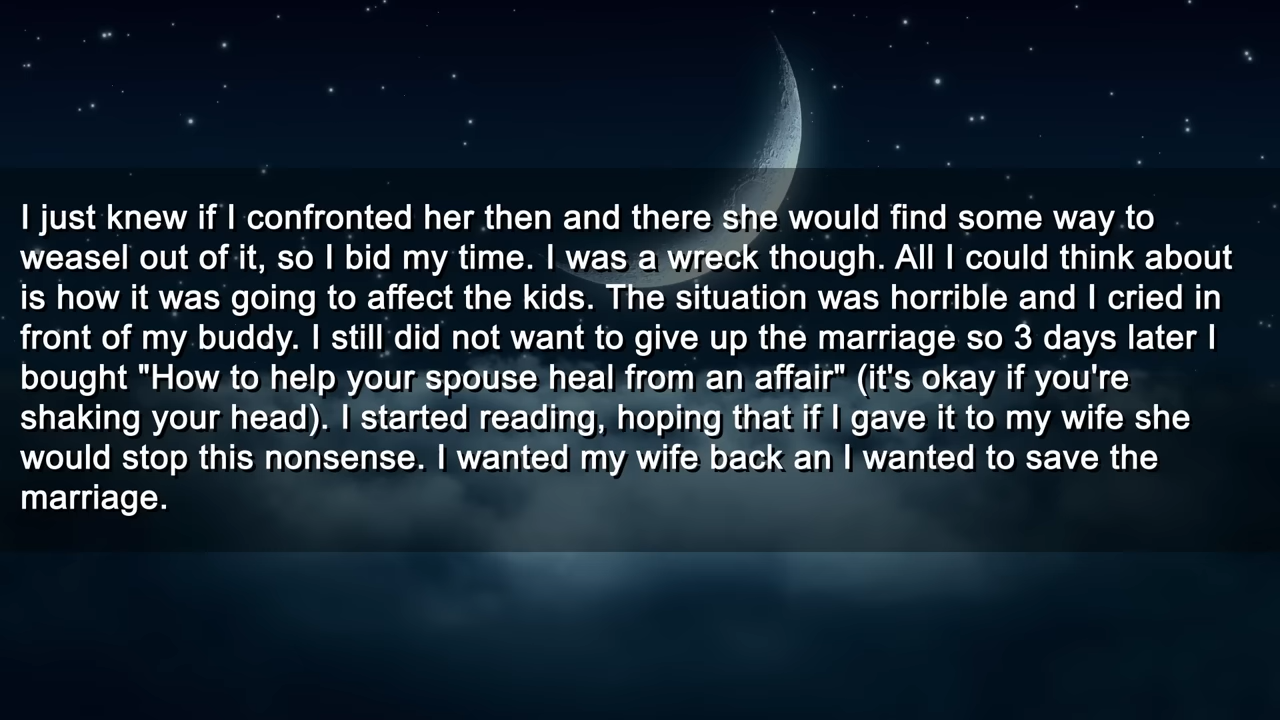 I just knew if I confronted her then and there she would find some way to
weasel out of it, so I bid my time. I was a wreck though. All I could think about
is how it was going to affect the kids. The situation was horrible and I cried in
front of my buddy. I still did not want to give up the marriage so 3 days later I
bought "How to help your spouse heal from an affair" (it's okay if you're
shaking your head). I started reading, hoping that if I gave it to my wife she
would stop this nonsense. I wanted my wife back an I wanted to save the
marriage.